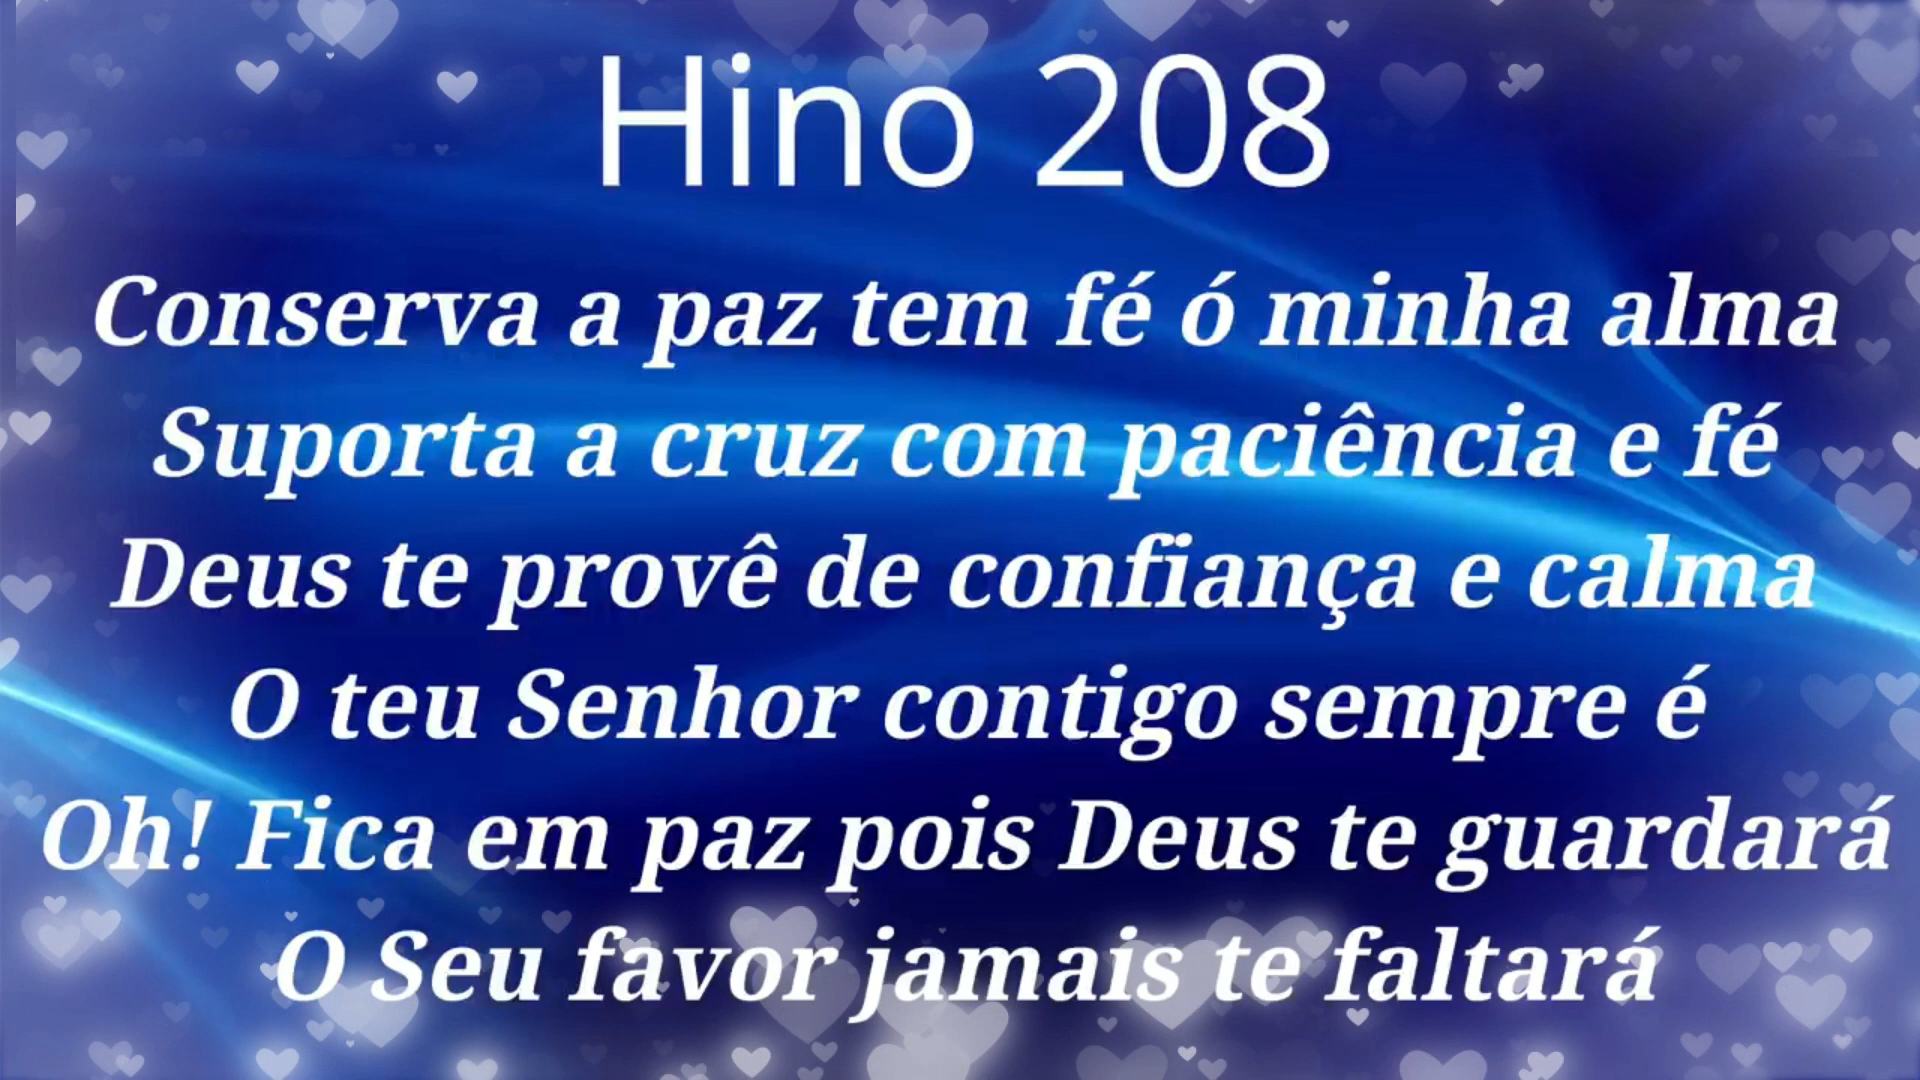 Hino 208
Conserva a paz tem fé ó minha alma
Suporta a cruz com paciência e fé
Deus te provê de confiança e calma
O teu Senhor contigo sempre é
Oh! Fica em paz pois Deus te guardará
O Seu favor jamais te faltará